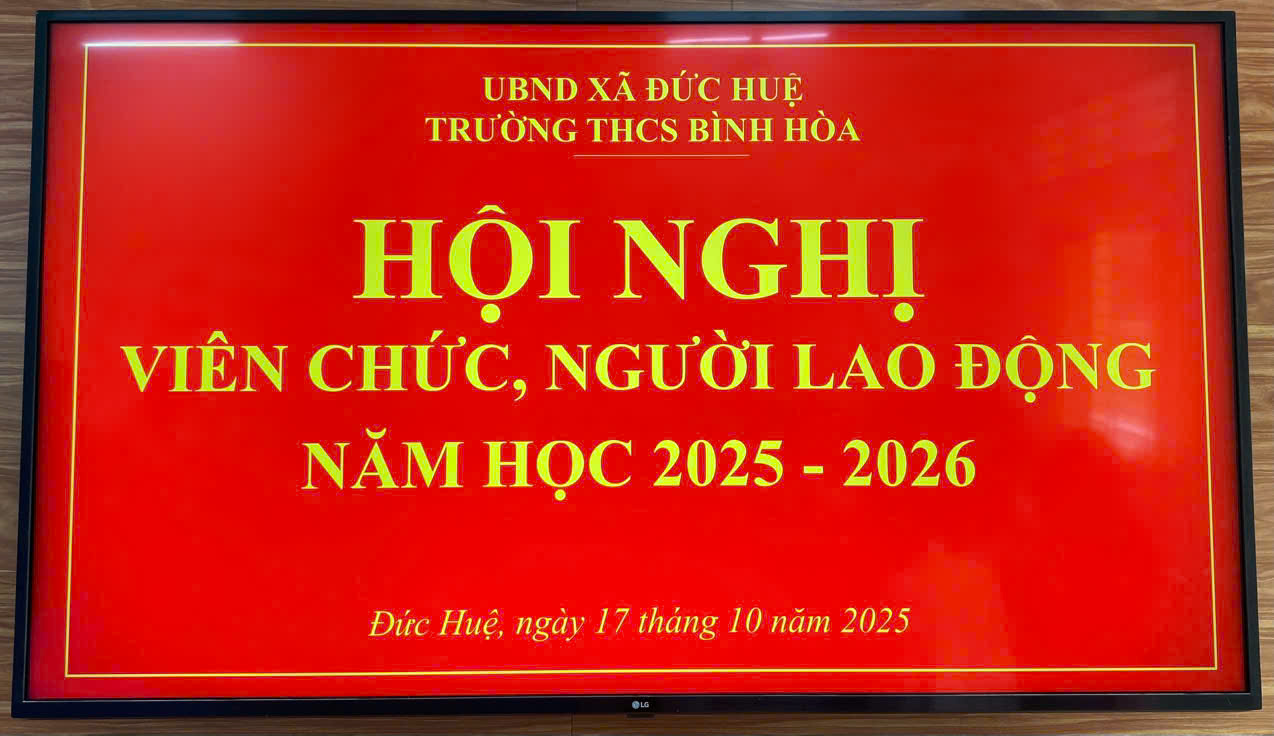 UBND XÃ ĐỨC HUỆ
TRƯỜNG THCS BÌNH HÒA
HỘI NGHỊ
VIÊN CHỨC, NGƯỜI LAO ĐỘNG
NĂM HỌC 2025 - 2026
Đức Huệ, ngày 17 tháng 10 năm 2025
LG